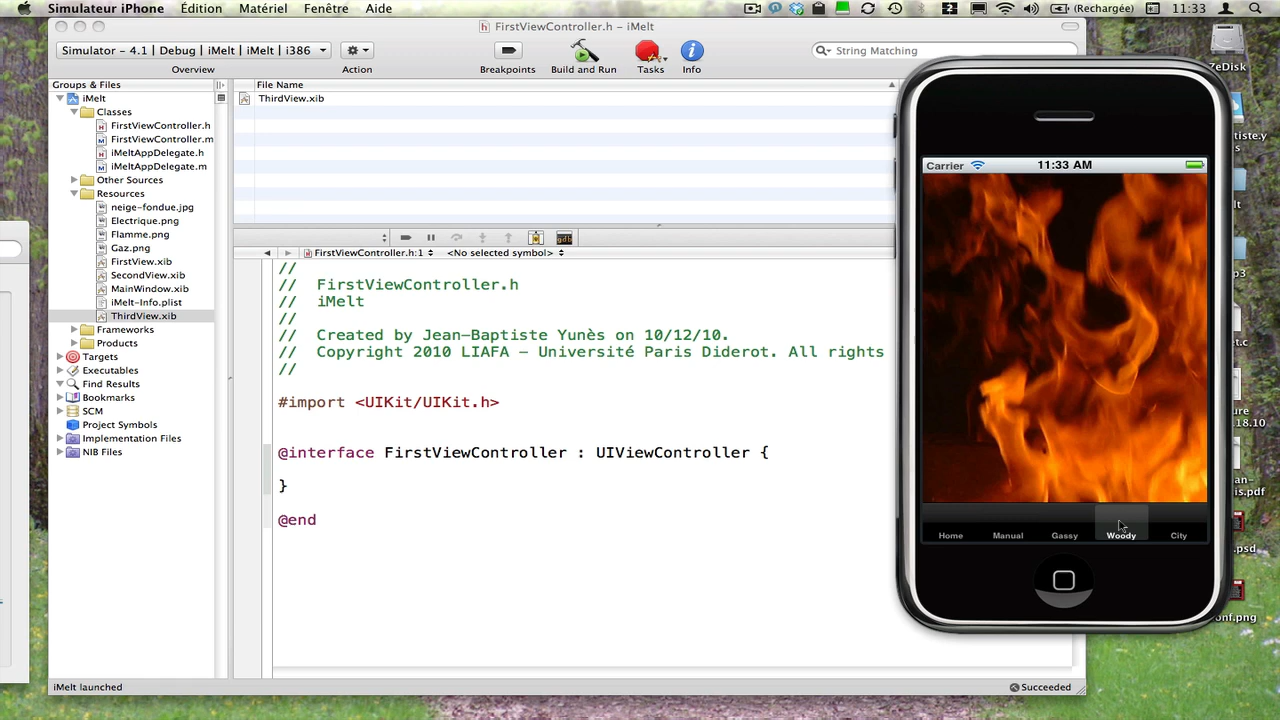 Simulateur iPhone Édition Matériel Fenêtre Aide (Rechargée) 11:33
FirstViewController.h – iMelt
Simulator - 4.1 | Debug | iMelt | iMelt | i386
String Matching
Overview Action Breakpoints Build and Run Tasks Info
ZeDisk
Groups & Files
File Name
iMelt
ThirdView.xib
Classes
FirstViewController.h
FirstViewController.m
iMeltAppDelegate.h
iMeltAppDelegate.m
Other Sources
Resources
neige-fondue.jpg
Electrique.png
Flamme.png
Gaz.png
FirstView.xib
SecondView.xib
MainWindow.xib
iMelt-Info.plist
ThirdView.xib
Frameworks
Products
Targets
Executables
Find Results
Bookmarks
SCM
Project Symbols
Implementation Files
NIB Files
gdb
FirstViewController.h:1 <No selected symbol>
//
//  FirstViewController.h
//  iMelt
//
//  Created by Jean-Baptiste Yunès on 10/12/10.
//  Copyright 2010 LIAFA - Université Paris Diderot. All rights
//
#import <UIKit/UIKit.h>
@interface FirstViewController : UIViewController {
}
@end
Carrier 11:33 AM
Home Manual Gassy Woody City
iMelt launched
Succeeded